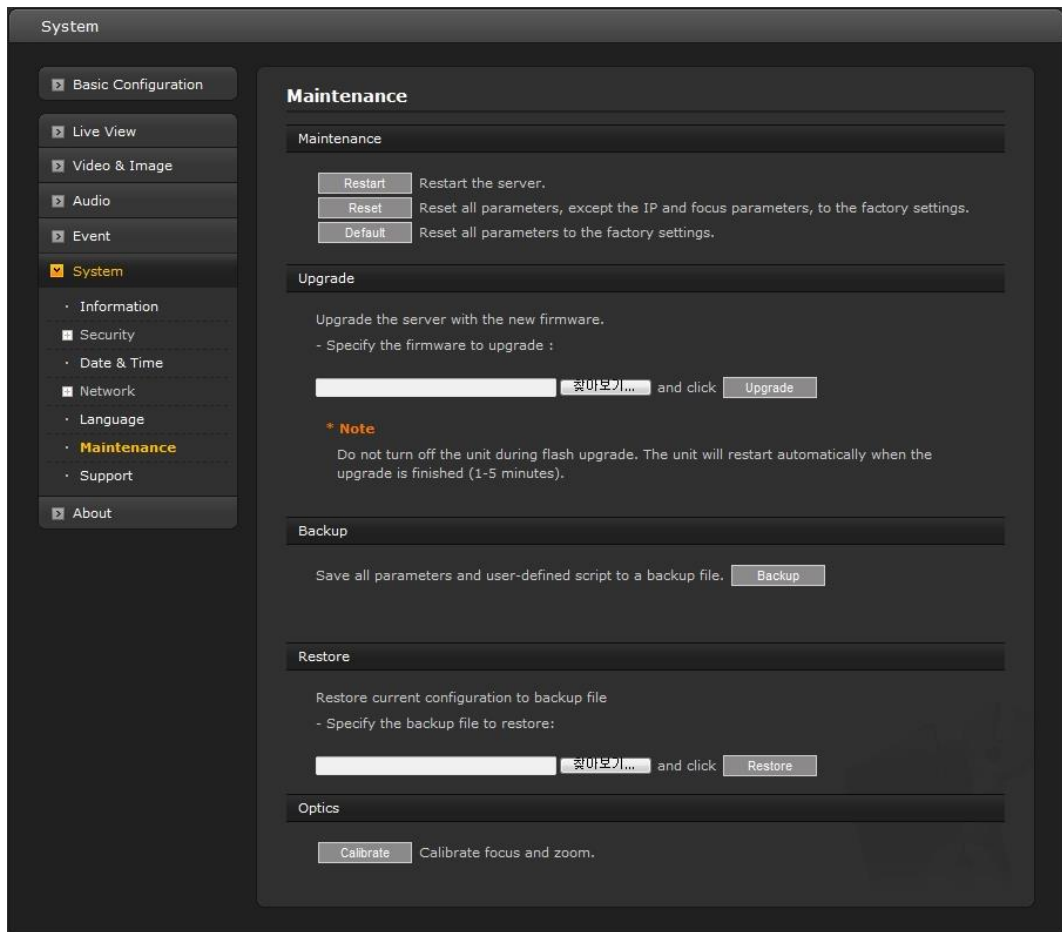 System
Basic Configuration
Live View
Video & Image
Audio
Event
System
· Information
Security
· Date & Time
Network
· Language
· Maintenance
· Support
About
Maintenance
Maintenance
Restart Restart the server.
Reset Reset all parameters, except the IP and focus parameters, to the factory settings.
Default Reset all parameters to the factory settings.
Upgrade
Upgrade the server with the new firmware.
- Specify the firmware to upgrade :
찾아보기... and click Upgrade
* Note
Do not turn off the unit during flash upgrade. The unit will restart automatically when the
upgrade is finished (1-5 minutes).
Backup
Save all parameters and user-defined script to a backup file. Backup
Restore
Restore current configuration to backup file
- Specify the backup file to restore:
찾아보기... and click Restore
Optics
Calibrate Calibrate focus and zoom.